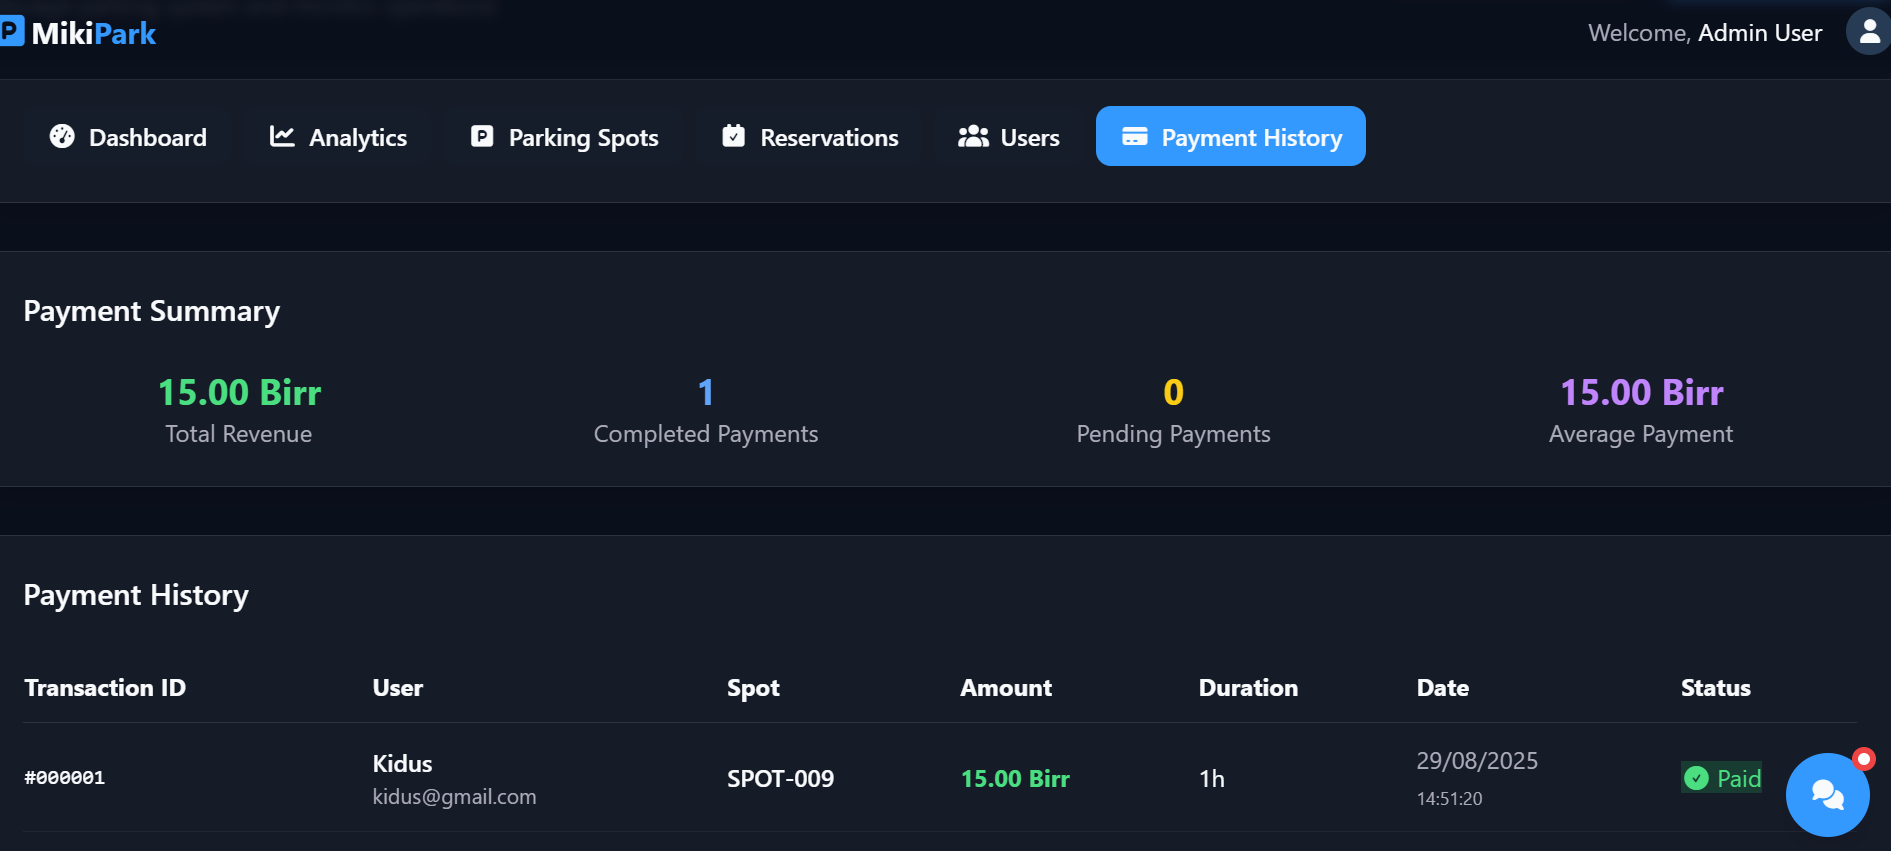 P MikiPark
Welcome, Admin User
Dashboard Analytics P Parking Spots Reservations Users Payment History
Payment Summary
15.00 Birr 1 0 15.00 Birr
Total Revenue Completed Payments Pending Payments Average Payment
Payment History
Transaction ID User Spot Amount Duration Date Status
#000001 Kidus SPOT-009 15.00 Birr 1h 29/08/2025 Paid
kidus@gmail.com 14:51:20